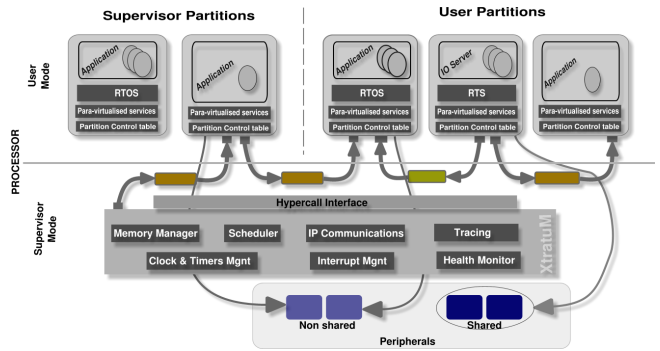 Supervisor Partitions
User Partitions
PROCESSOR
User
Mode
Application
RTOS
Para-virtualised services
Partition Control table
Application
Para-virtualised services
Partition Control table
Application
RTOS
Para-virtualised services
Partition Control table
IO Server
RTS
Para-virtualised services
Partition Control table
Application
Para-virtualised services
Partition Control table
Supervisor
Mode
Hypercall Interface
Memory Manager
Scheduler
IP Communications
Tracing
Clock & Timers Mgnt
Interrupt Mgnt
Health Monitor
XtratuM
Non shared
Shared
Peripherals